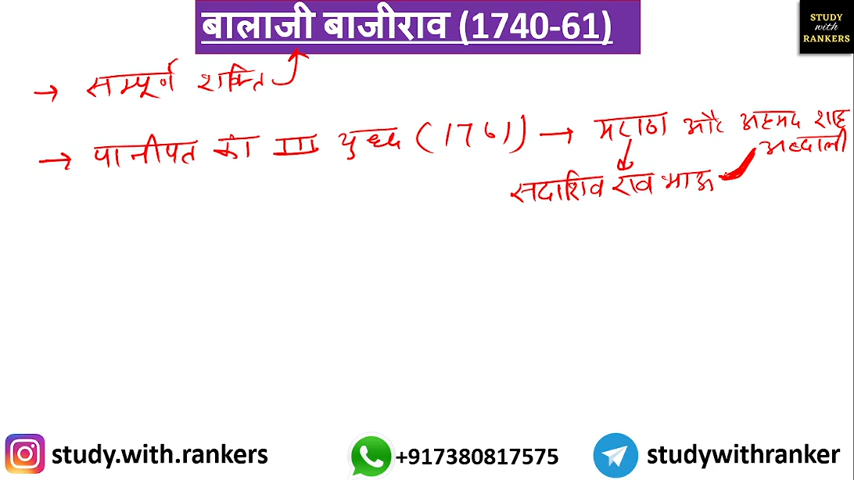 बालाजी बाजीराव (1740-61)
STUDY
with
RANKERS
→ सम्पूर्ण शक्ति
→ पानीपत का III युध्द (1761) → मराठा और अहमद शाह
अब्दाली
सदाशिव राव भाऊ
study.with.rankers
+917380817575
studywithranker